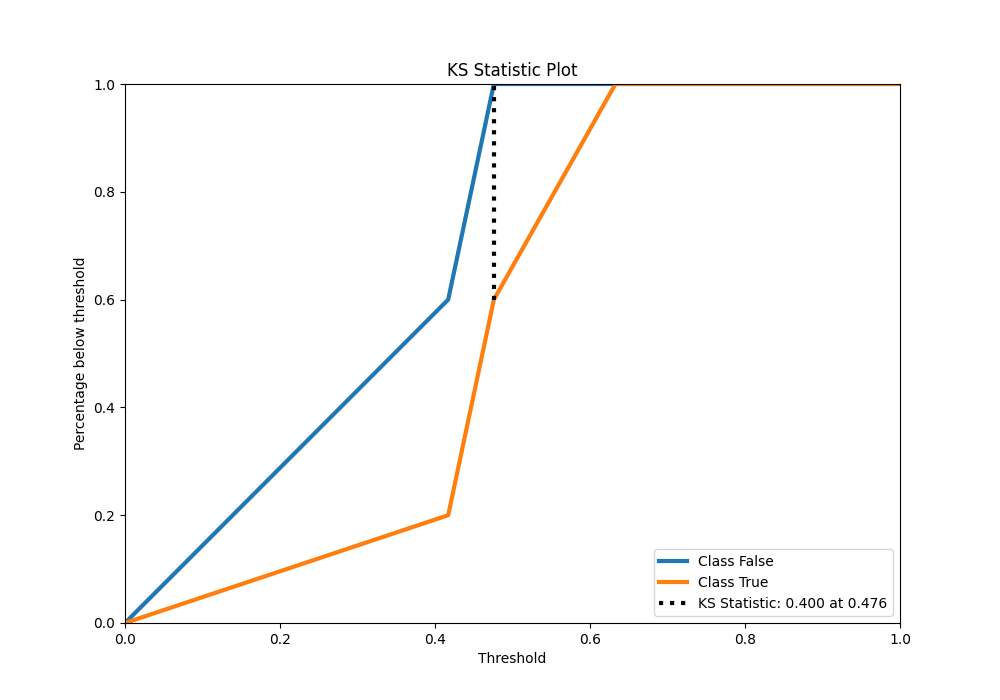 KS Statistic Plot
1.0
0.8
0.6
0.4
0.2
0.0
Percentage below threshold
0.0 0.2 0.4 0.6 0.8 1.0
Threshold
Class False
Class True
KS Statistic: 0.400 at 0.476